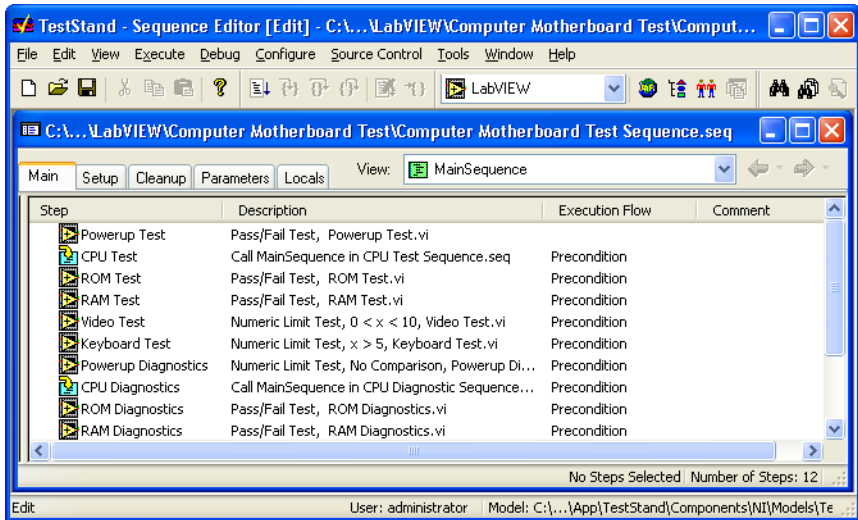 TestStand - Sequence Editor [Edit] - C:\...\LabVIEW\Computer Motherboard Test\Comput...
File Edit View Execute Debug Configure Source Control Tools Window Help
LabVIEW
C:\...\LabVIEW\Computer Motherboard Test\Computer Motherboard Test Sequence.seq
Main Setup Cleanup Parameters Locals View: MainSequence
Step Description Execution Flow Comment
Powerup Test Pass/Fail Test, Powerup Test.vi
CPU Test Call MainSequence in CPU Test Sequence.seq Precondition
ROM Test Pass/Fail Test, ROM Test.vi Precondition
RAM Test Pass/Fail Test, RAM Test.vi Precondition
Video Test Numeric Limit Test, 0 < x < 10, Video Test.vi Precondition
Keyboard Test Numeric Limit Test, x > 5, Keyboard Test.vi Precondition
Powerup Diagnostics Numeric Limit Test, No Comparison, Powerup Di... Precondition
CPU Diagnostics Call MainSequence in CPU Diagnostic Sequence... Precondition
ROM Diagnostics Pass/Fail Test, ROM Diagnostics.vi Precondition
RAM Diagnostics Pass/Fail Test, RAM Diagnostics.vi Precondition
No Steps Selected Number of Steps: 12
Edit User: administrator Model: C:\...\App\TestStand\Components\NI\Models\Te